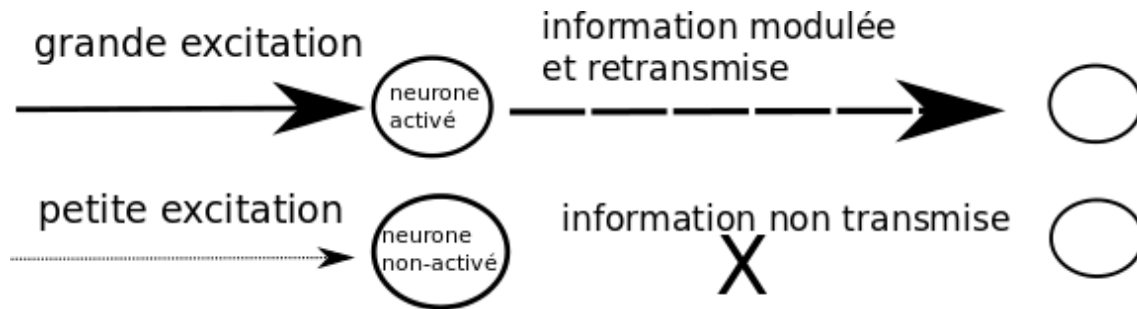 grande excitation
neurone
activé
information modulée
et retransmise
petite excitation
neurone
non-activé
information non transmise
X